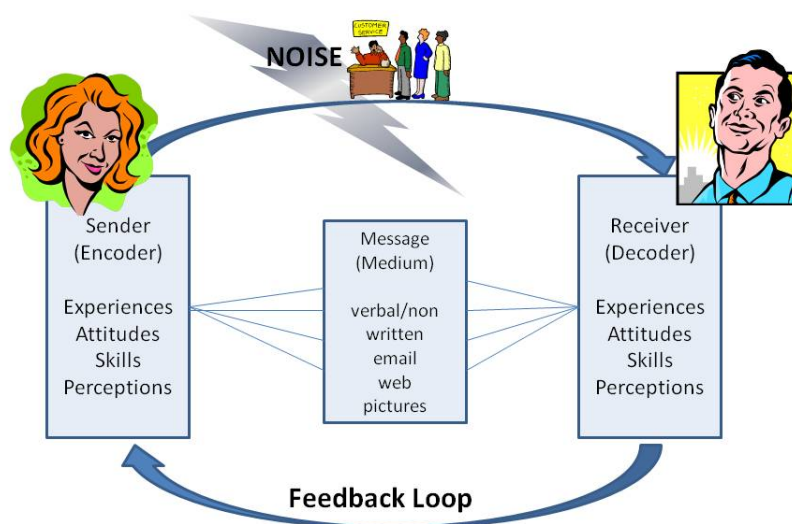 CUSTOMER
SERVICE
NOISE
Sender
(Encoder)
Experiences
Attitudes
Skills
Perceptions
Message
(Medium)
verbal/non
written
email
web
pictures
Receiver
(Decoder)
Experiences
Attitudes
Skills
Perceptions
Feedback Loop